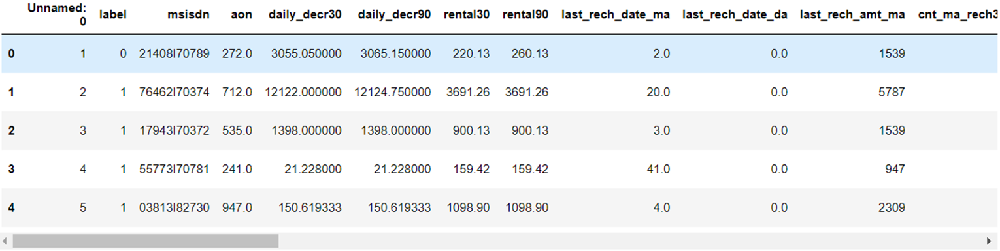 Unnamed: 0 label msisdn aon daily_decr30 daily_decr90 rental30 rental90 last_rech_date_ma last_rech_date_da last_rech_amt_ma cnt_ma_rech3
0 1 0 21408I70789 272.0 3055.050000 3065.150000 220.13 260.13 2.0 0.0 1539
1 2 1 76462I70374 712.0 12122.000000 12124.750000 3691.26 3691.26 20.0 0.0 5787
2 3 1 17943I70372 535.0 1398.000000 1398.000000 900.13 900.13 3.0 0.0 1539
3 4 1 55773I70781 241.0 21.228000 21.228000 159.42 159.42 41.0 0.0 947
4 5 1 03813I82730 947.0 150.619333 150.619333 1098.90 1098.90 4.0 0.0 2309